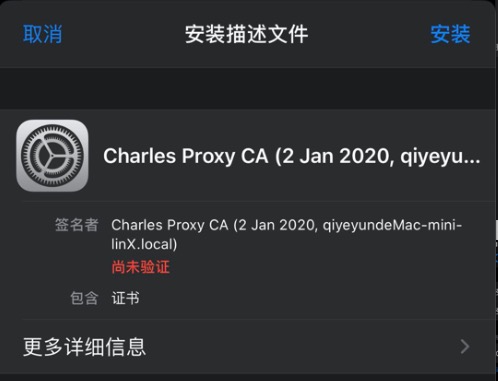 取消 安装描述文件 安装
Charles Proxy CA (2 Jan 2020, qiyeyu...
签名者 Charles Proxy CA (2 Jan 2020, qiyeyundeMac-mini-
linX.local)
尚未验证
包含 证书
更多详细信息